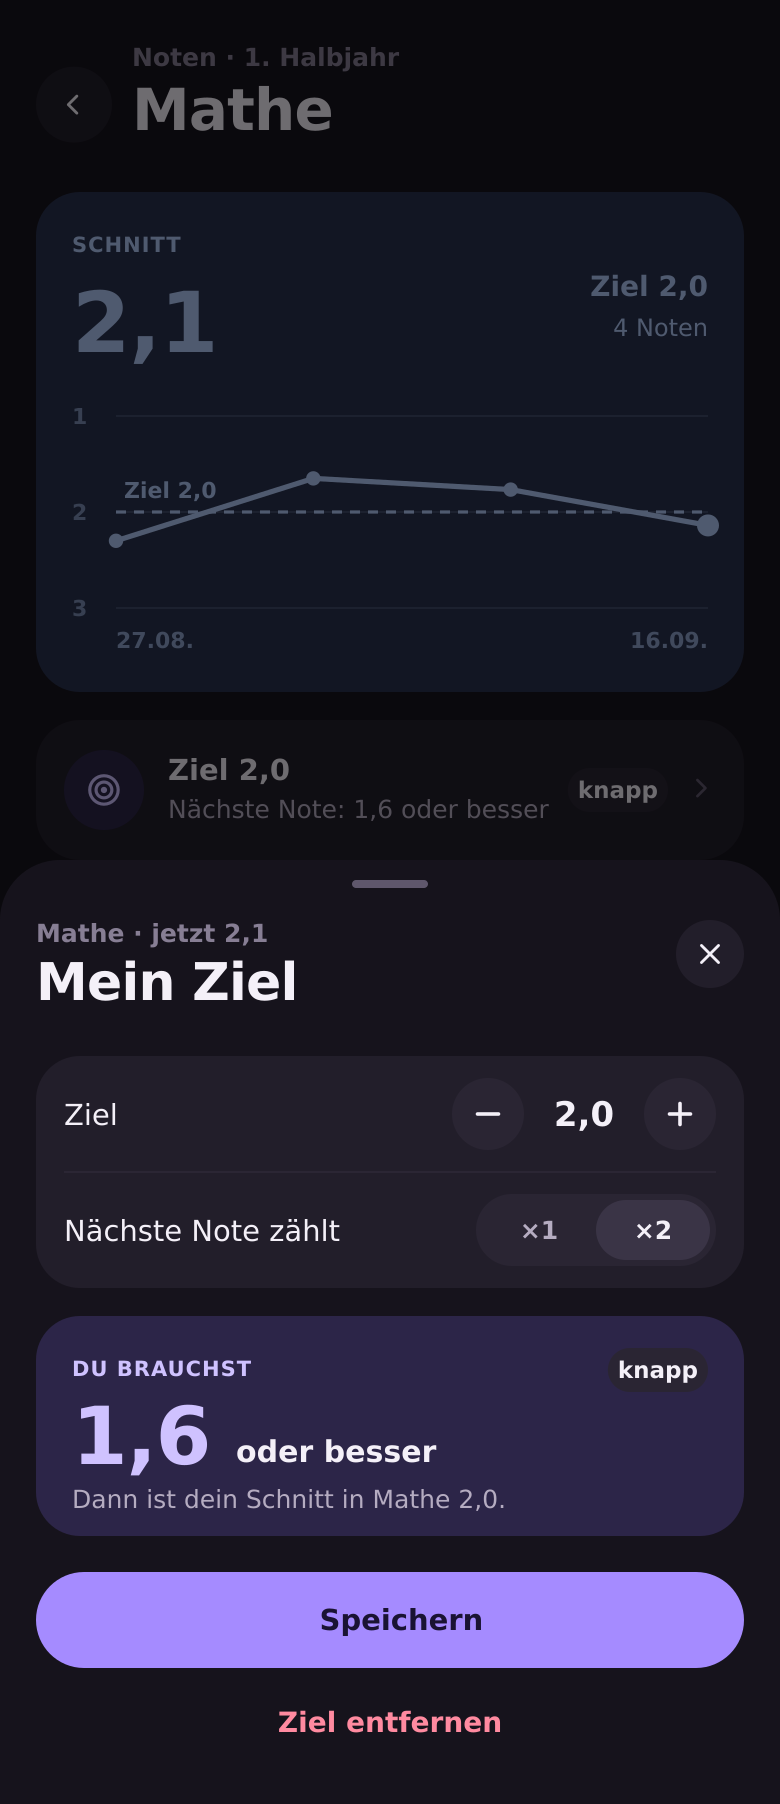 Noten · 1. Halbjahr
Mathe
SCHNITT
2,1
Ziel 2,0
4 Noten
1
Ziel 2,0
2
3
27.08.
16.09.
Ziel 2,0
Nächste Note: 1,6 oder besser
knapp
Mathe · jetzt 2,1
Mein Ziel
Ziel
2,0
Nächste Note zählt
×1
×2
DU BRAUCHST
knapp
1,6 oder besser
Dann ist dein Schnitt in Mathe 2,0.
Speichern
Ziel entfernen